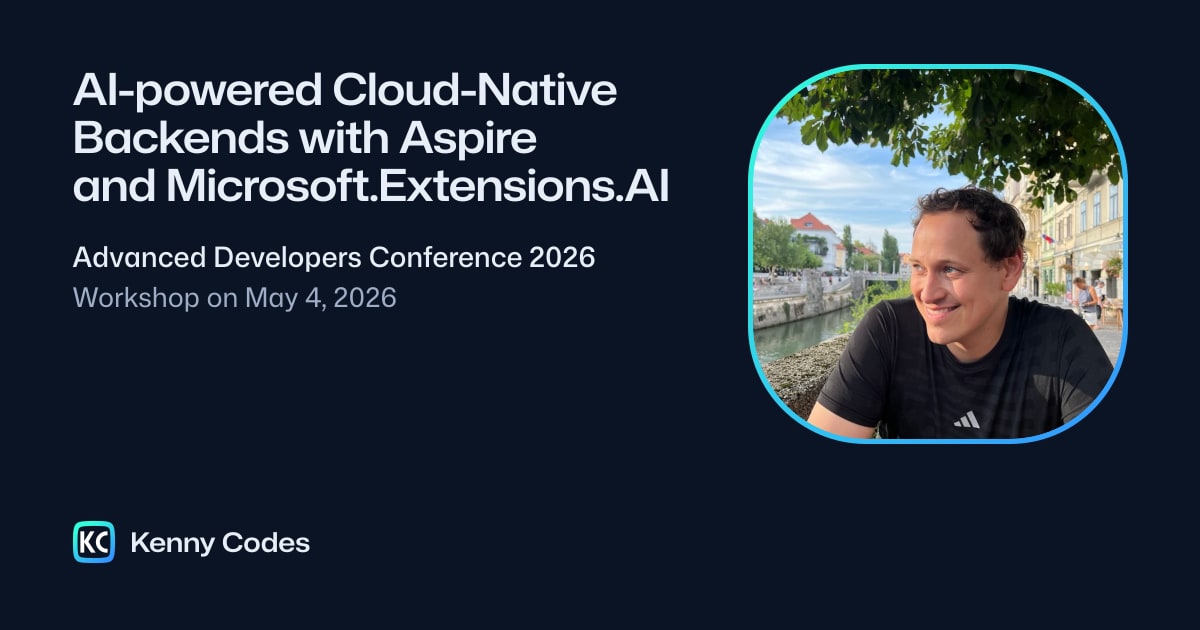 AI-powered Cloud-Native
Backends with Aspire
and Microsoft.Extensions.AI
Advanced Developers Conference 2026
Workshop on May 4, 2026
KC Kenny Codes